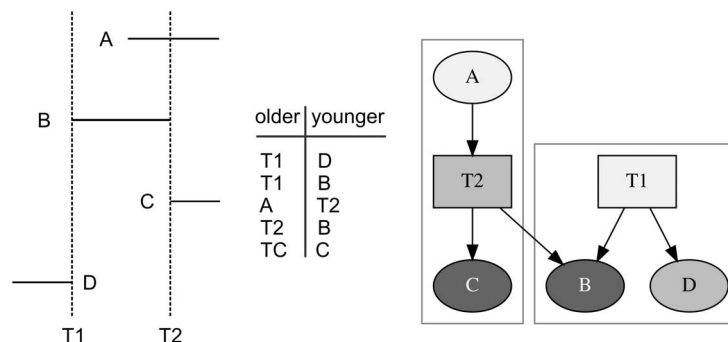 A
B
C
D
T1 T2
older younger
T1 D
T1 B
A T2
T2 B
TC C
A
T2 T1
C B D